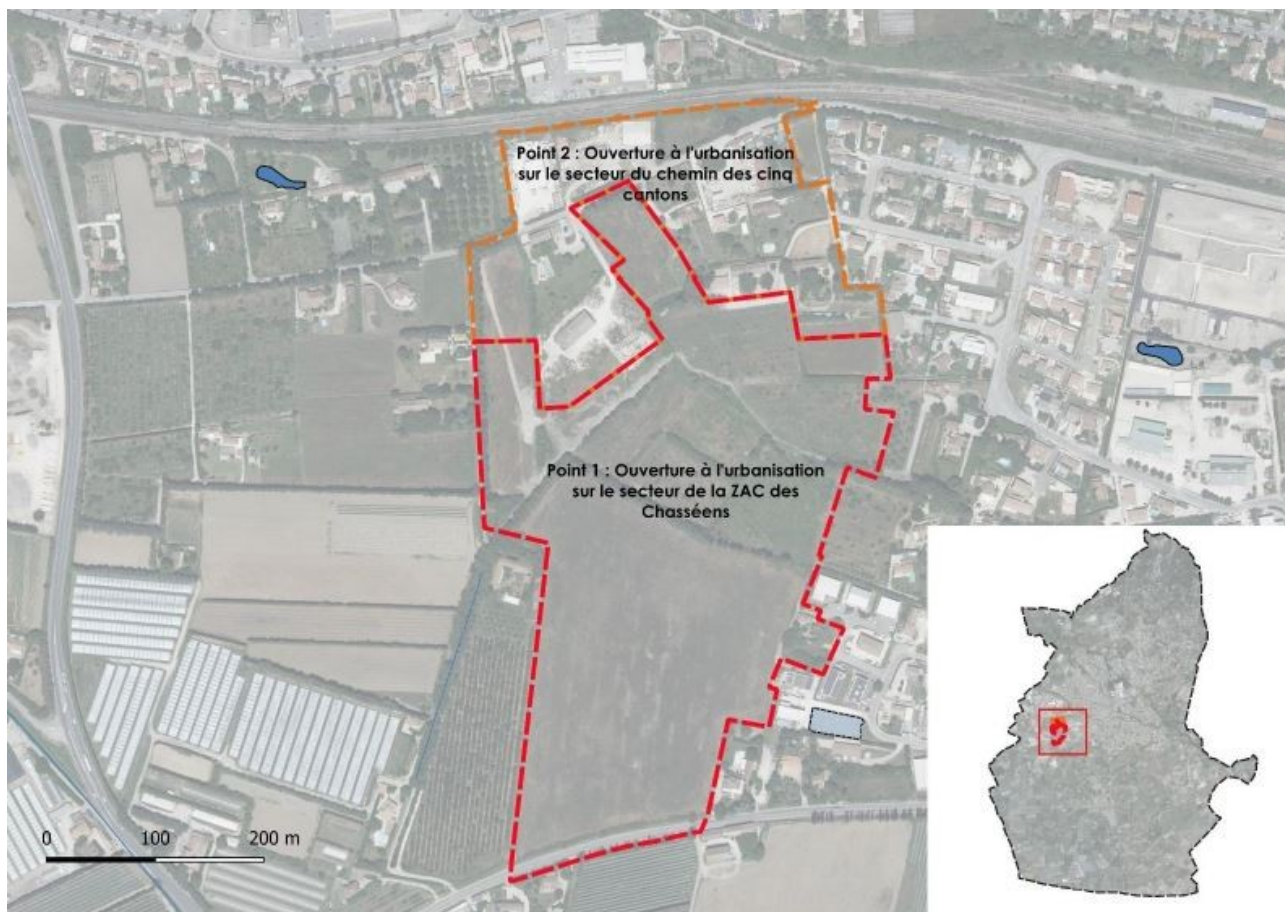 Point 2 : Ouverture à l'urbanisation
sur le secteur du chemin des cinq
cantons
Point 1 : Ouverture à l'urbanisation
sur le secteur de la ZAC des
Chasséens
0 100 200 m